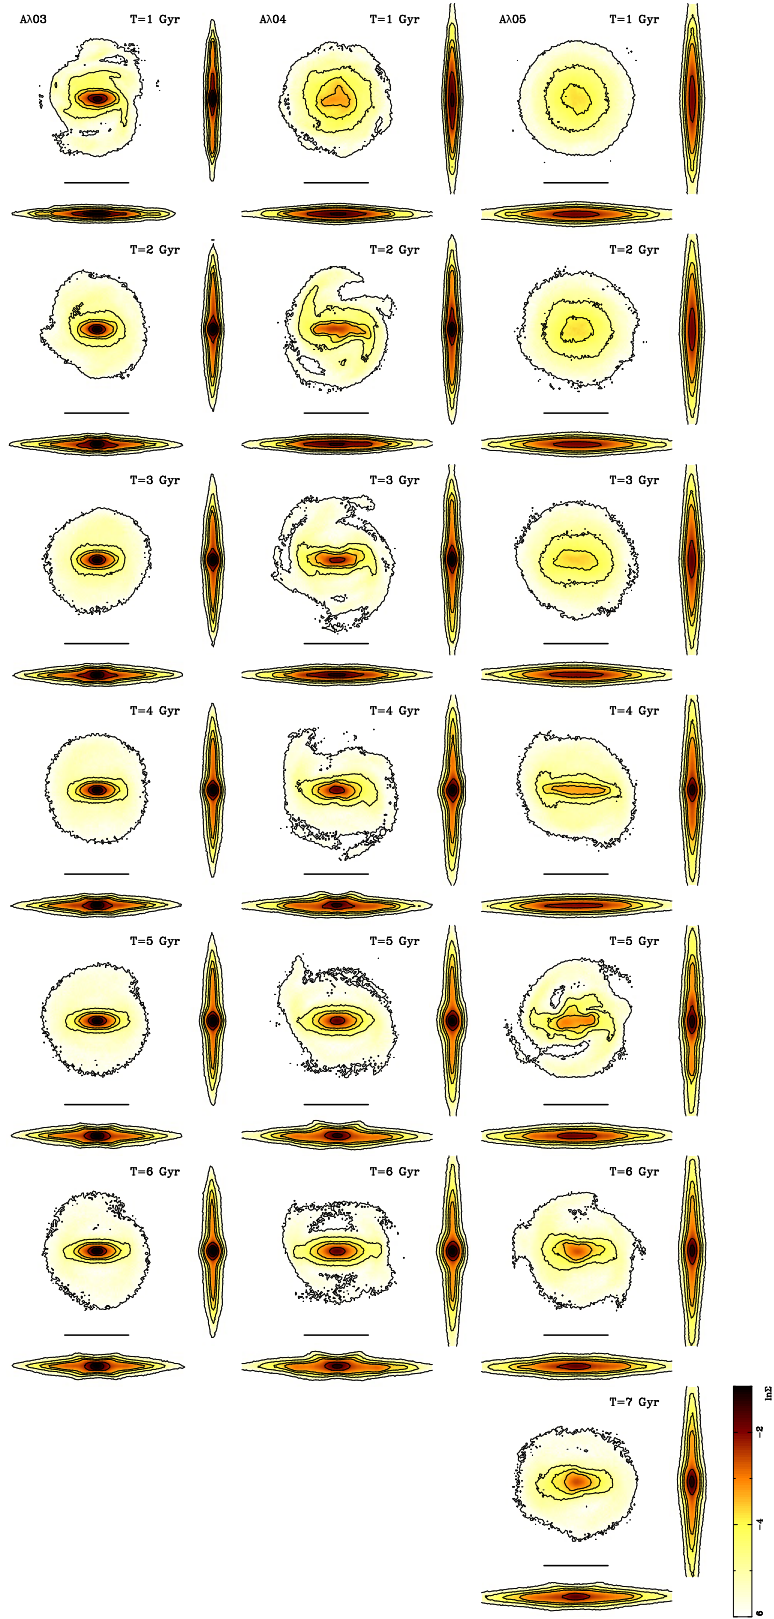 Aλ03 T=1 Gyr Aλ04 T=1 Gyr Aλ05 T=1 Gyr
T=2 Gyr T=2 Gyr T=2 Gyr
T=3 Gyr T=3 Gyr T=3 Gyr
T=4 Gyr T=4 Gyr T=4 Gyr
T=5 Gyr T=5 Gyr T=5 Gyr
T=6 Gyr T=6 Gyr T=6 Gyr
T=7 Gyr
lnΣ
-2
-4
6